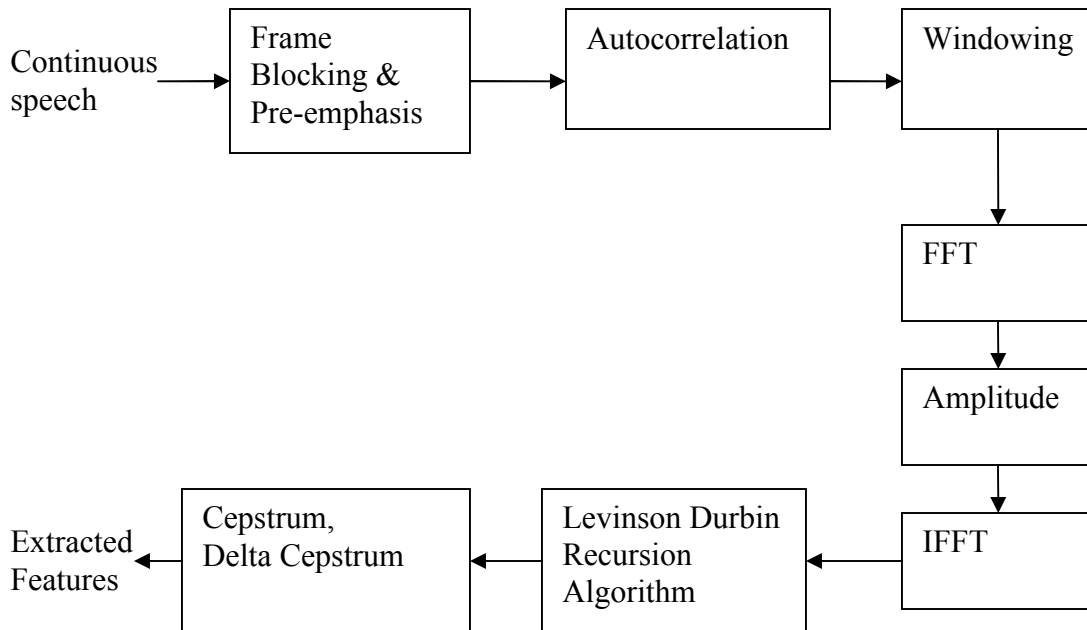 Continuous
speech
Frame
Blocking &
Pre-emphasis
Autocorrelation
Windowing
FFT
Amplitude
IFFT
Levinson Durbin
Recursion
Algorithm
Cepstrum,
Delta Cepstrum
Extracted
Features